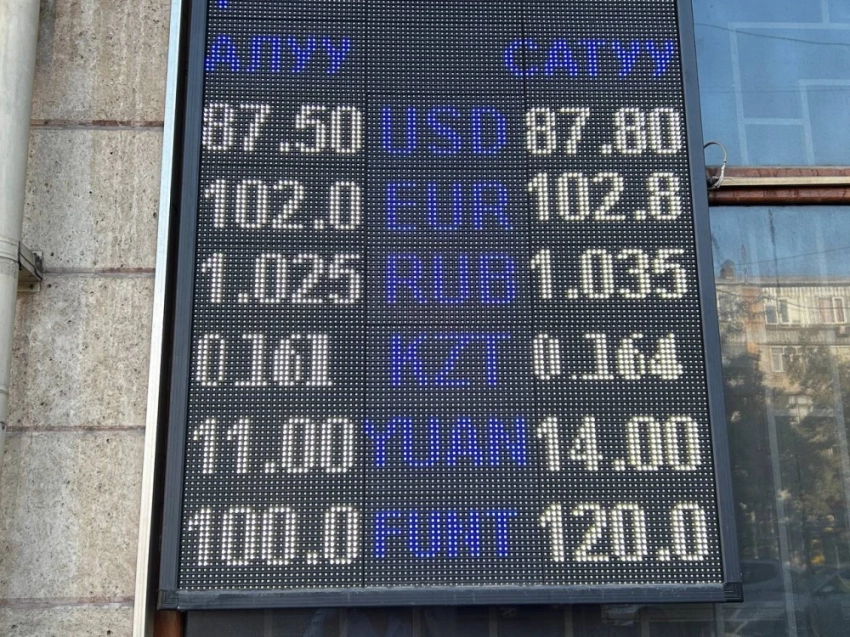 АЛУУ САТУУ
87.50 USD 87.80
102.0 EUR 102.8
1.025 RUB 1.035
0.161 KZT 0.164
11.00 YUAN 14.00
100.0 FUNT 120.0